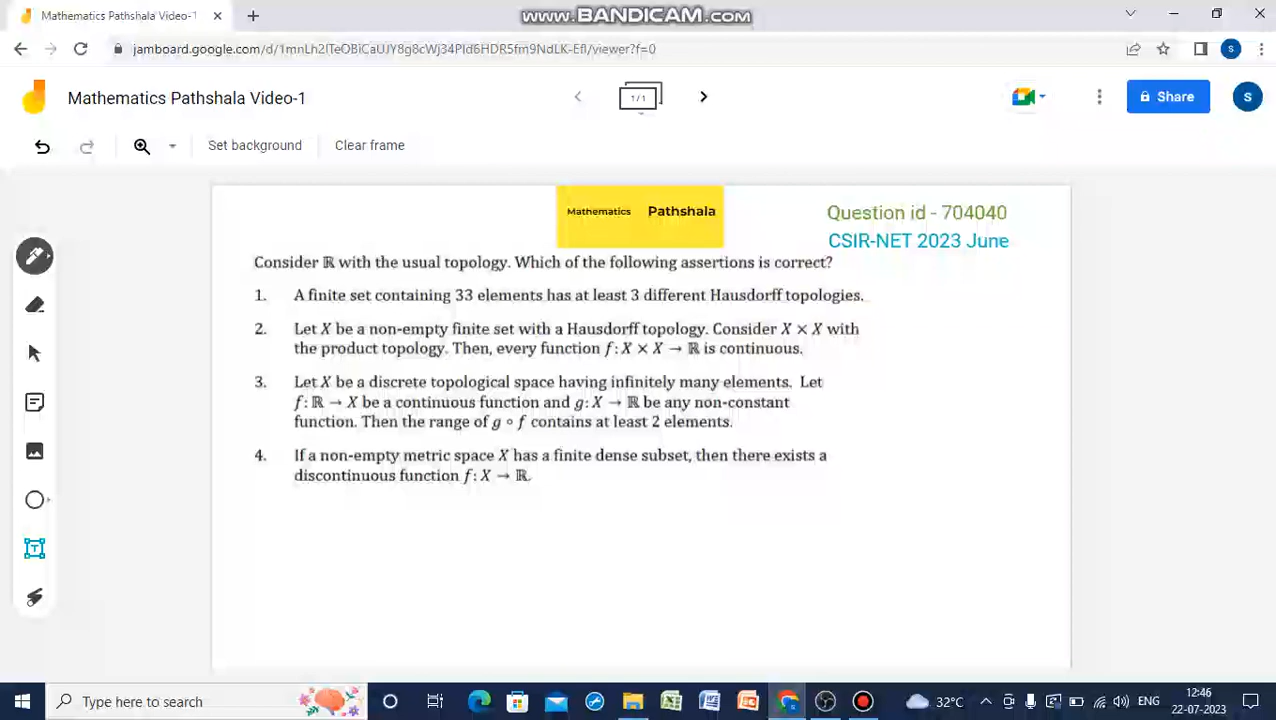 Mathematics Pathshala Video-1
www.BANDICAM.com
jamboard.google.com/d/1mnLh2lTeOBiCaUJY8g8cWj34PId6HDR5fm9NdLK-EfI/viewer?f=0
S
Mathematics Pathshala Video-1
1/1
Share
S
Set background
Clear frame
Mathematics Pathshala
Question id - 704040
CSIR-NET 2023 June
Consider ℝ with the usual topology. Which of the following assertions is correct?
1. A finite set containing 33 elements has at least 3 different Hausdorff topologies.
2. Let X be a non-empty finite set with a Hausdorff topology. Consider X × X with
the product topology. Then, every function f: X × X → ℝ is continuous.
3. Let X be a discrete topological space having infinitely many elements. Let
f: ℝ → X be a continuous function and g: X → ℝ be any non-constant
function. Then the range of g ∘ f contains at least 2 elements.
4. If a non-empty metric space X has a finite dense subset, then there exists a
discontinuous function f: X → ℝ.
T
Type here to search
32°C
ENG
12:46
22-07-2023